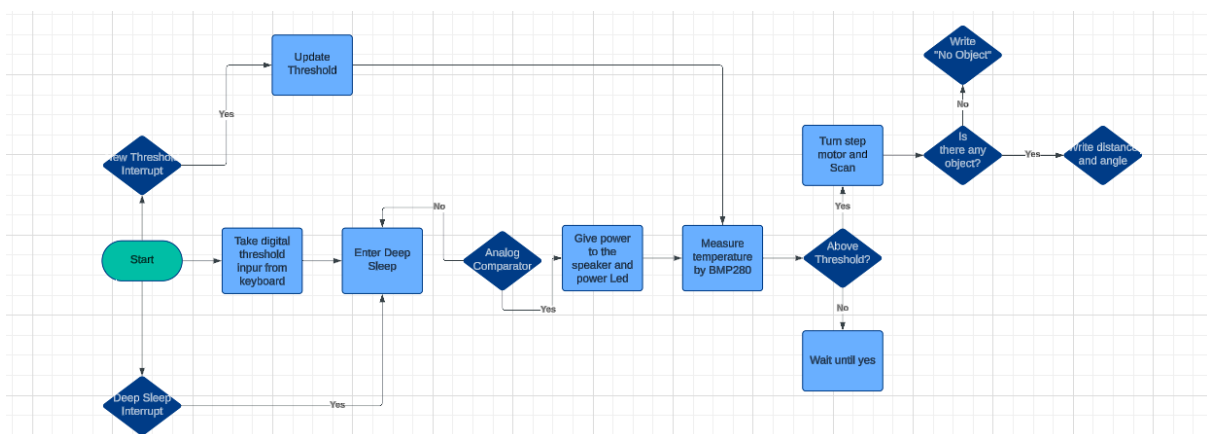 Write
"No Object"
Update
Threshold
Yes
No
Turn step
motor and
Scan
Is
there any
object?
Yes
Write distance
and angle
New Threshold
Interrupt
Yes
No
Start
Take digital
threshold
inpur from
keyboard
Enter Deep
Sleep
Analog
Comparator
Give power
to the
speaker and
power Led
Measure
temperature
by BMP280
Above
Threshold?
Yes
No
Wait until yes
Deep Sleep
Interrupt
Yes